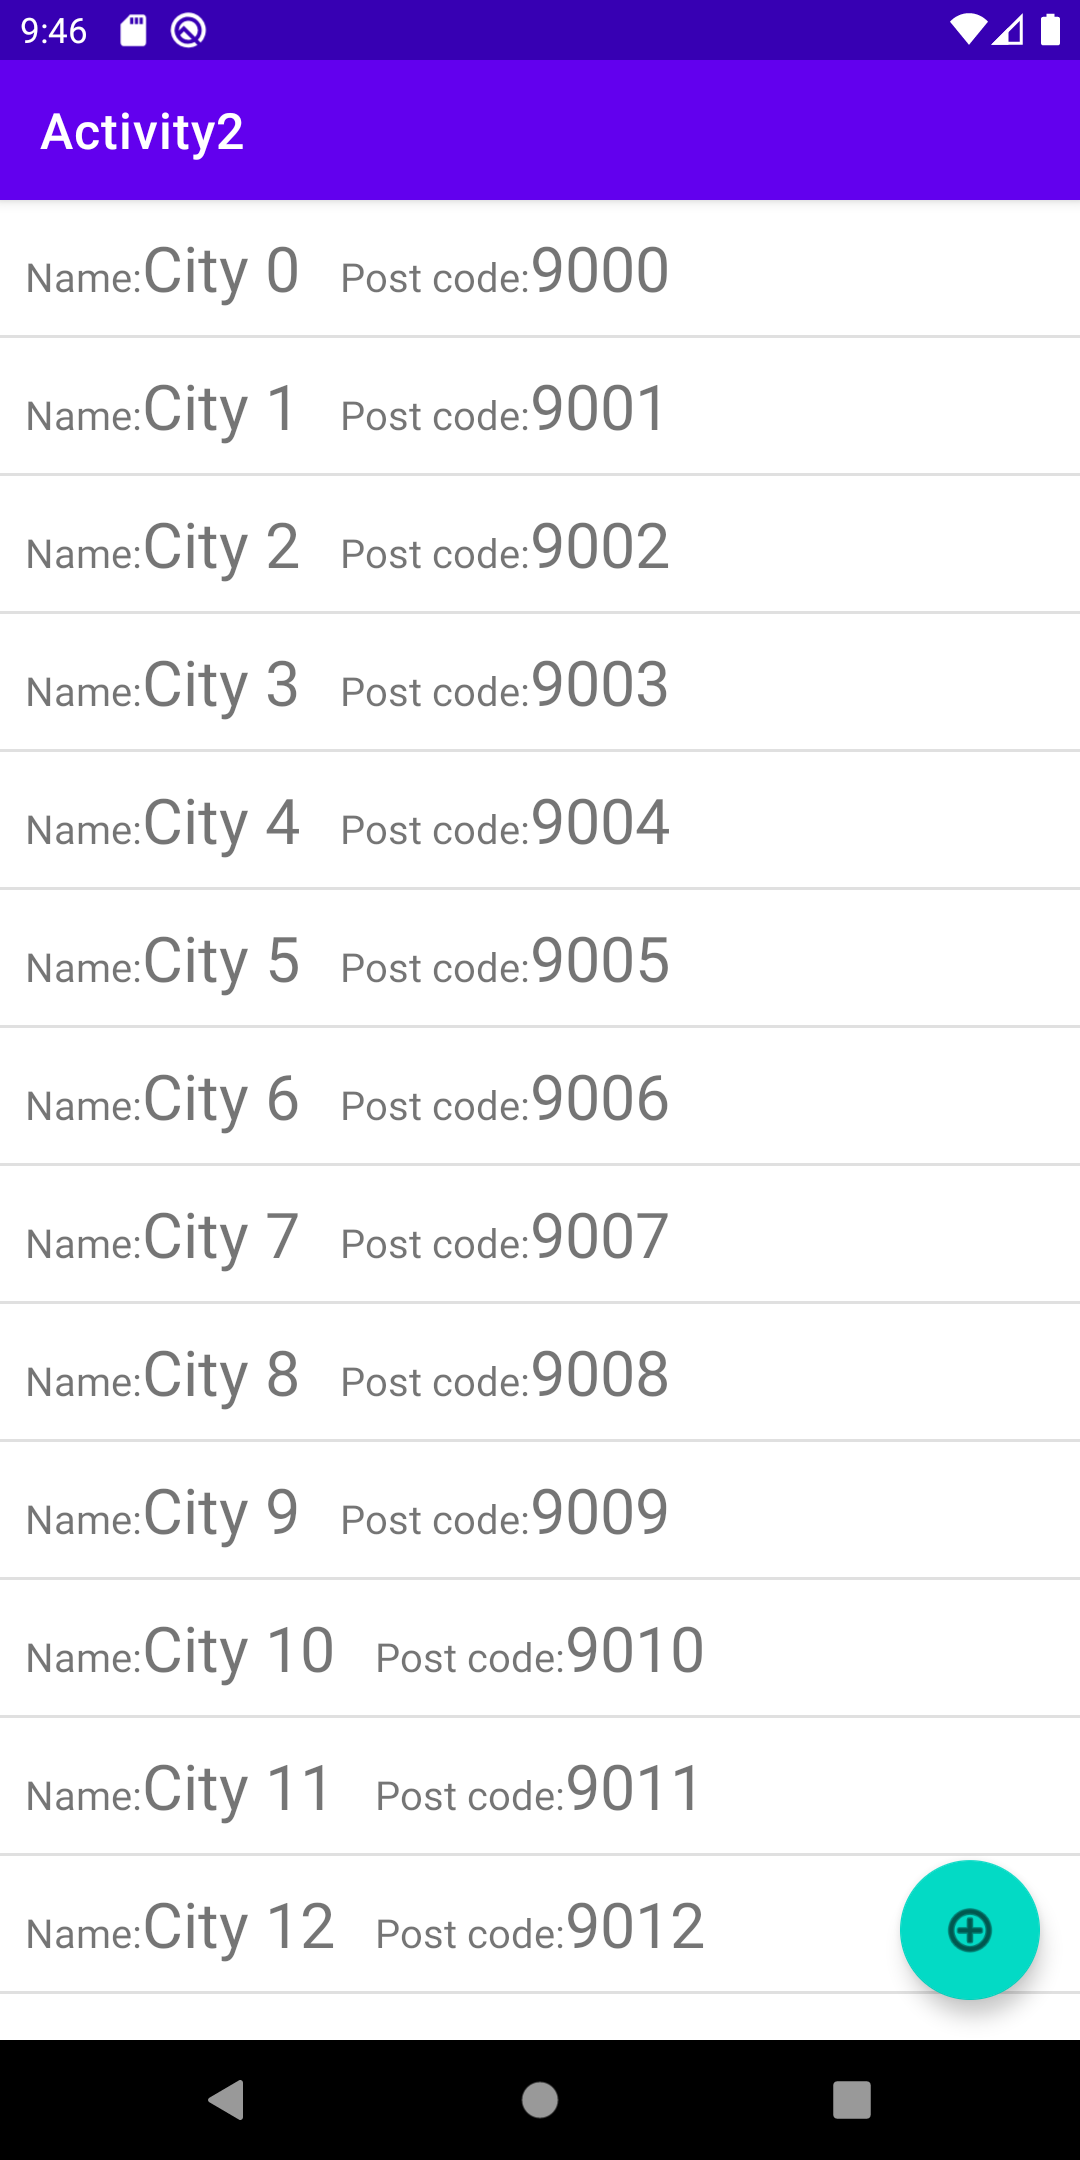 9:46
Activity2
Name:City 0 Post code:9000
Name:City 1 Post code:9001
Name:City 2 Post code:9002
Name:City 3 Post code:9003
Name:City 4 Post code:9004
Name:City 5 Post code:9005
Name:City 6 Post code:9006
Name:City 7 Post code:9007
Name:City 8 Post code:9008
Name:City 9 Post code:9009
Name:City 10 Post code:9010
Name:City 11 Post code:9011
Name:City 12 Post code:9012